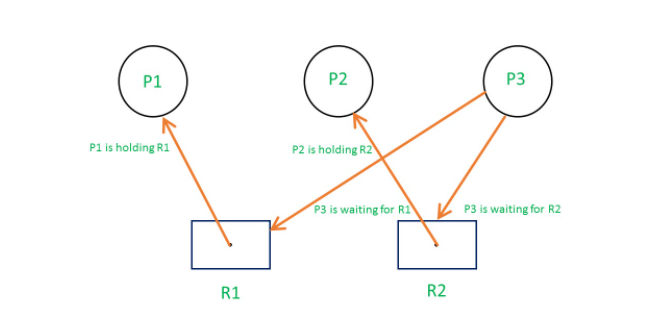 P1
P2
P3
P1 is holding R1
P2 is holding R2
P3 is waiting for R1
P3 is waiting for R2
R1
R2